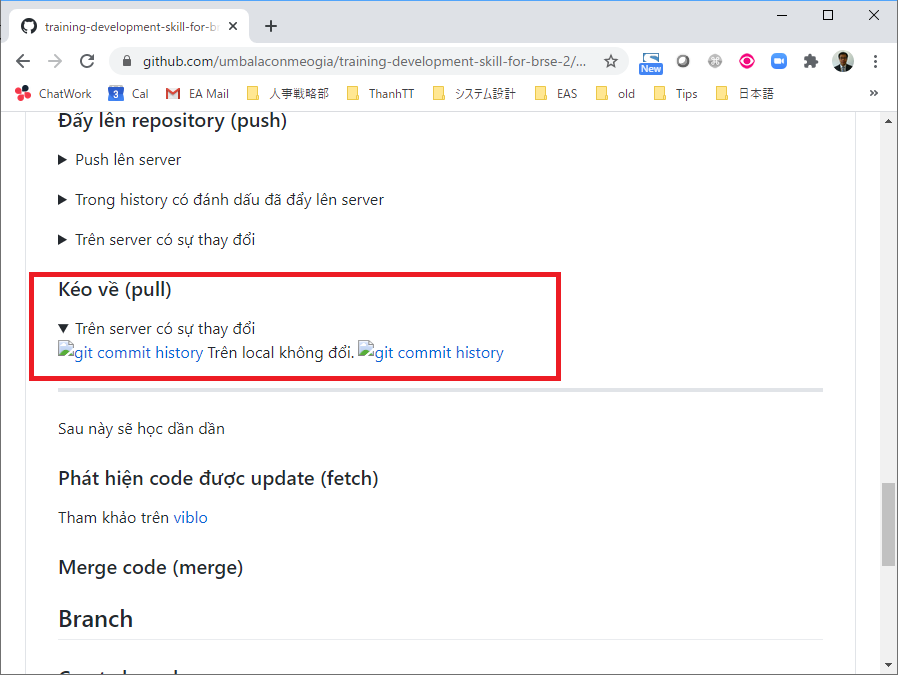 training-development-skill-for-br
github.com/umbalaconmeogia/training-development-skill-for-brse-2/...
New
ChatWork
3
Cal
EA Mail
人事戦略部
ThanhTT
システム設計
EAS
old
Tips
日本語
»
Đấy lên repository (push)
Push lên server
Trong history có đánh dấu đã đẩy lên server
Trên server có sự thay đổi
Kéo về (pull)
Trên server có sự thay đổi
git commit history Trên local không đổi. git commit history
Sau này sẽ học dần dần
Phát hiện code được update (fetch)
Tham khảo trên viblo
Merge code (merge)
Branch